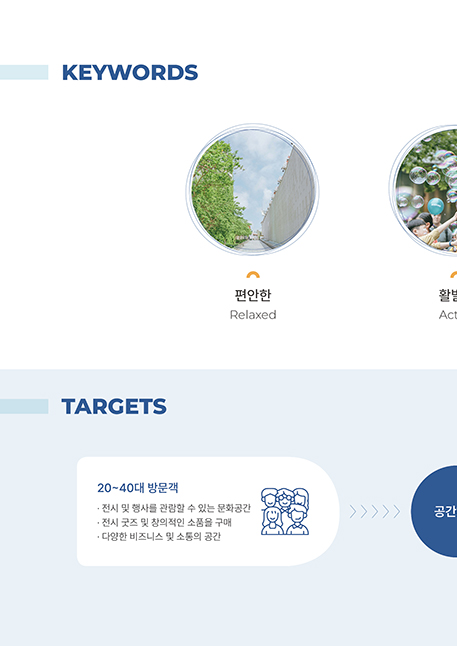 KEYWORDS
편안한
Relaxed
TARGETS
20~40대 방문객
· 전시 및 행사를 관람할 수 있는 문화공간
· 전시 굿즈 및 창의적인 소품을 구매
· 다양한 비즈니스 및 소통의 공간
공간